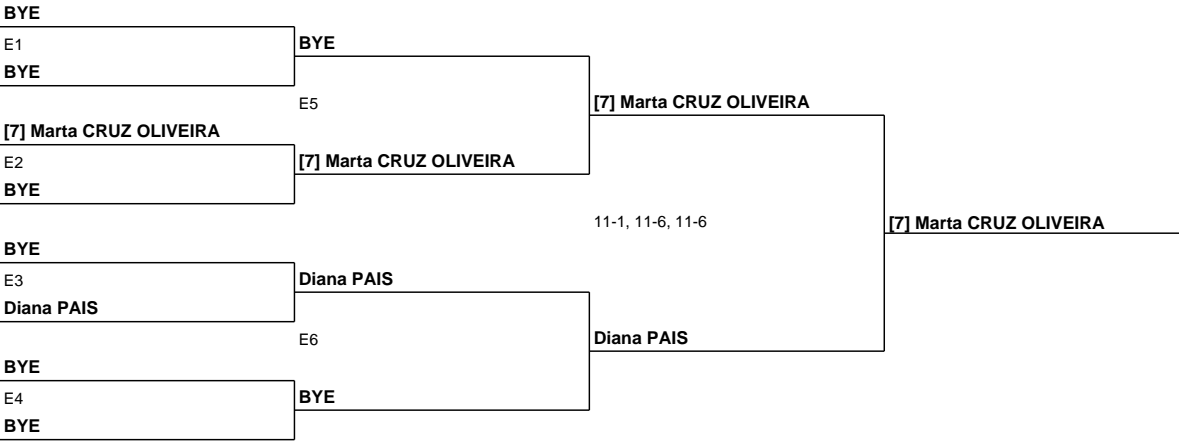 BYE
E1
BYE
BYE
E5
[7] Marta CRUZ OLIVEIRA
[7] Marta CRUZ OLIVEIRA
E2
[7] Marta CRUZ OLIVEIRA
BYE
11-1, 11-6, 11-6
[7] Marta CRUZ OLIVEIRA
BYE
E3
Diana PAIS
Diana PAIS
E6
Diana PAIS
BYE
E4
BYE
BYE